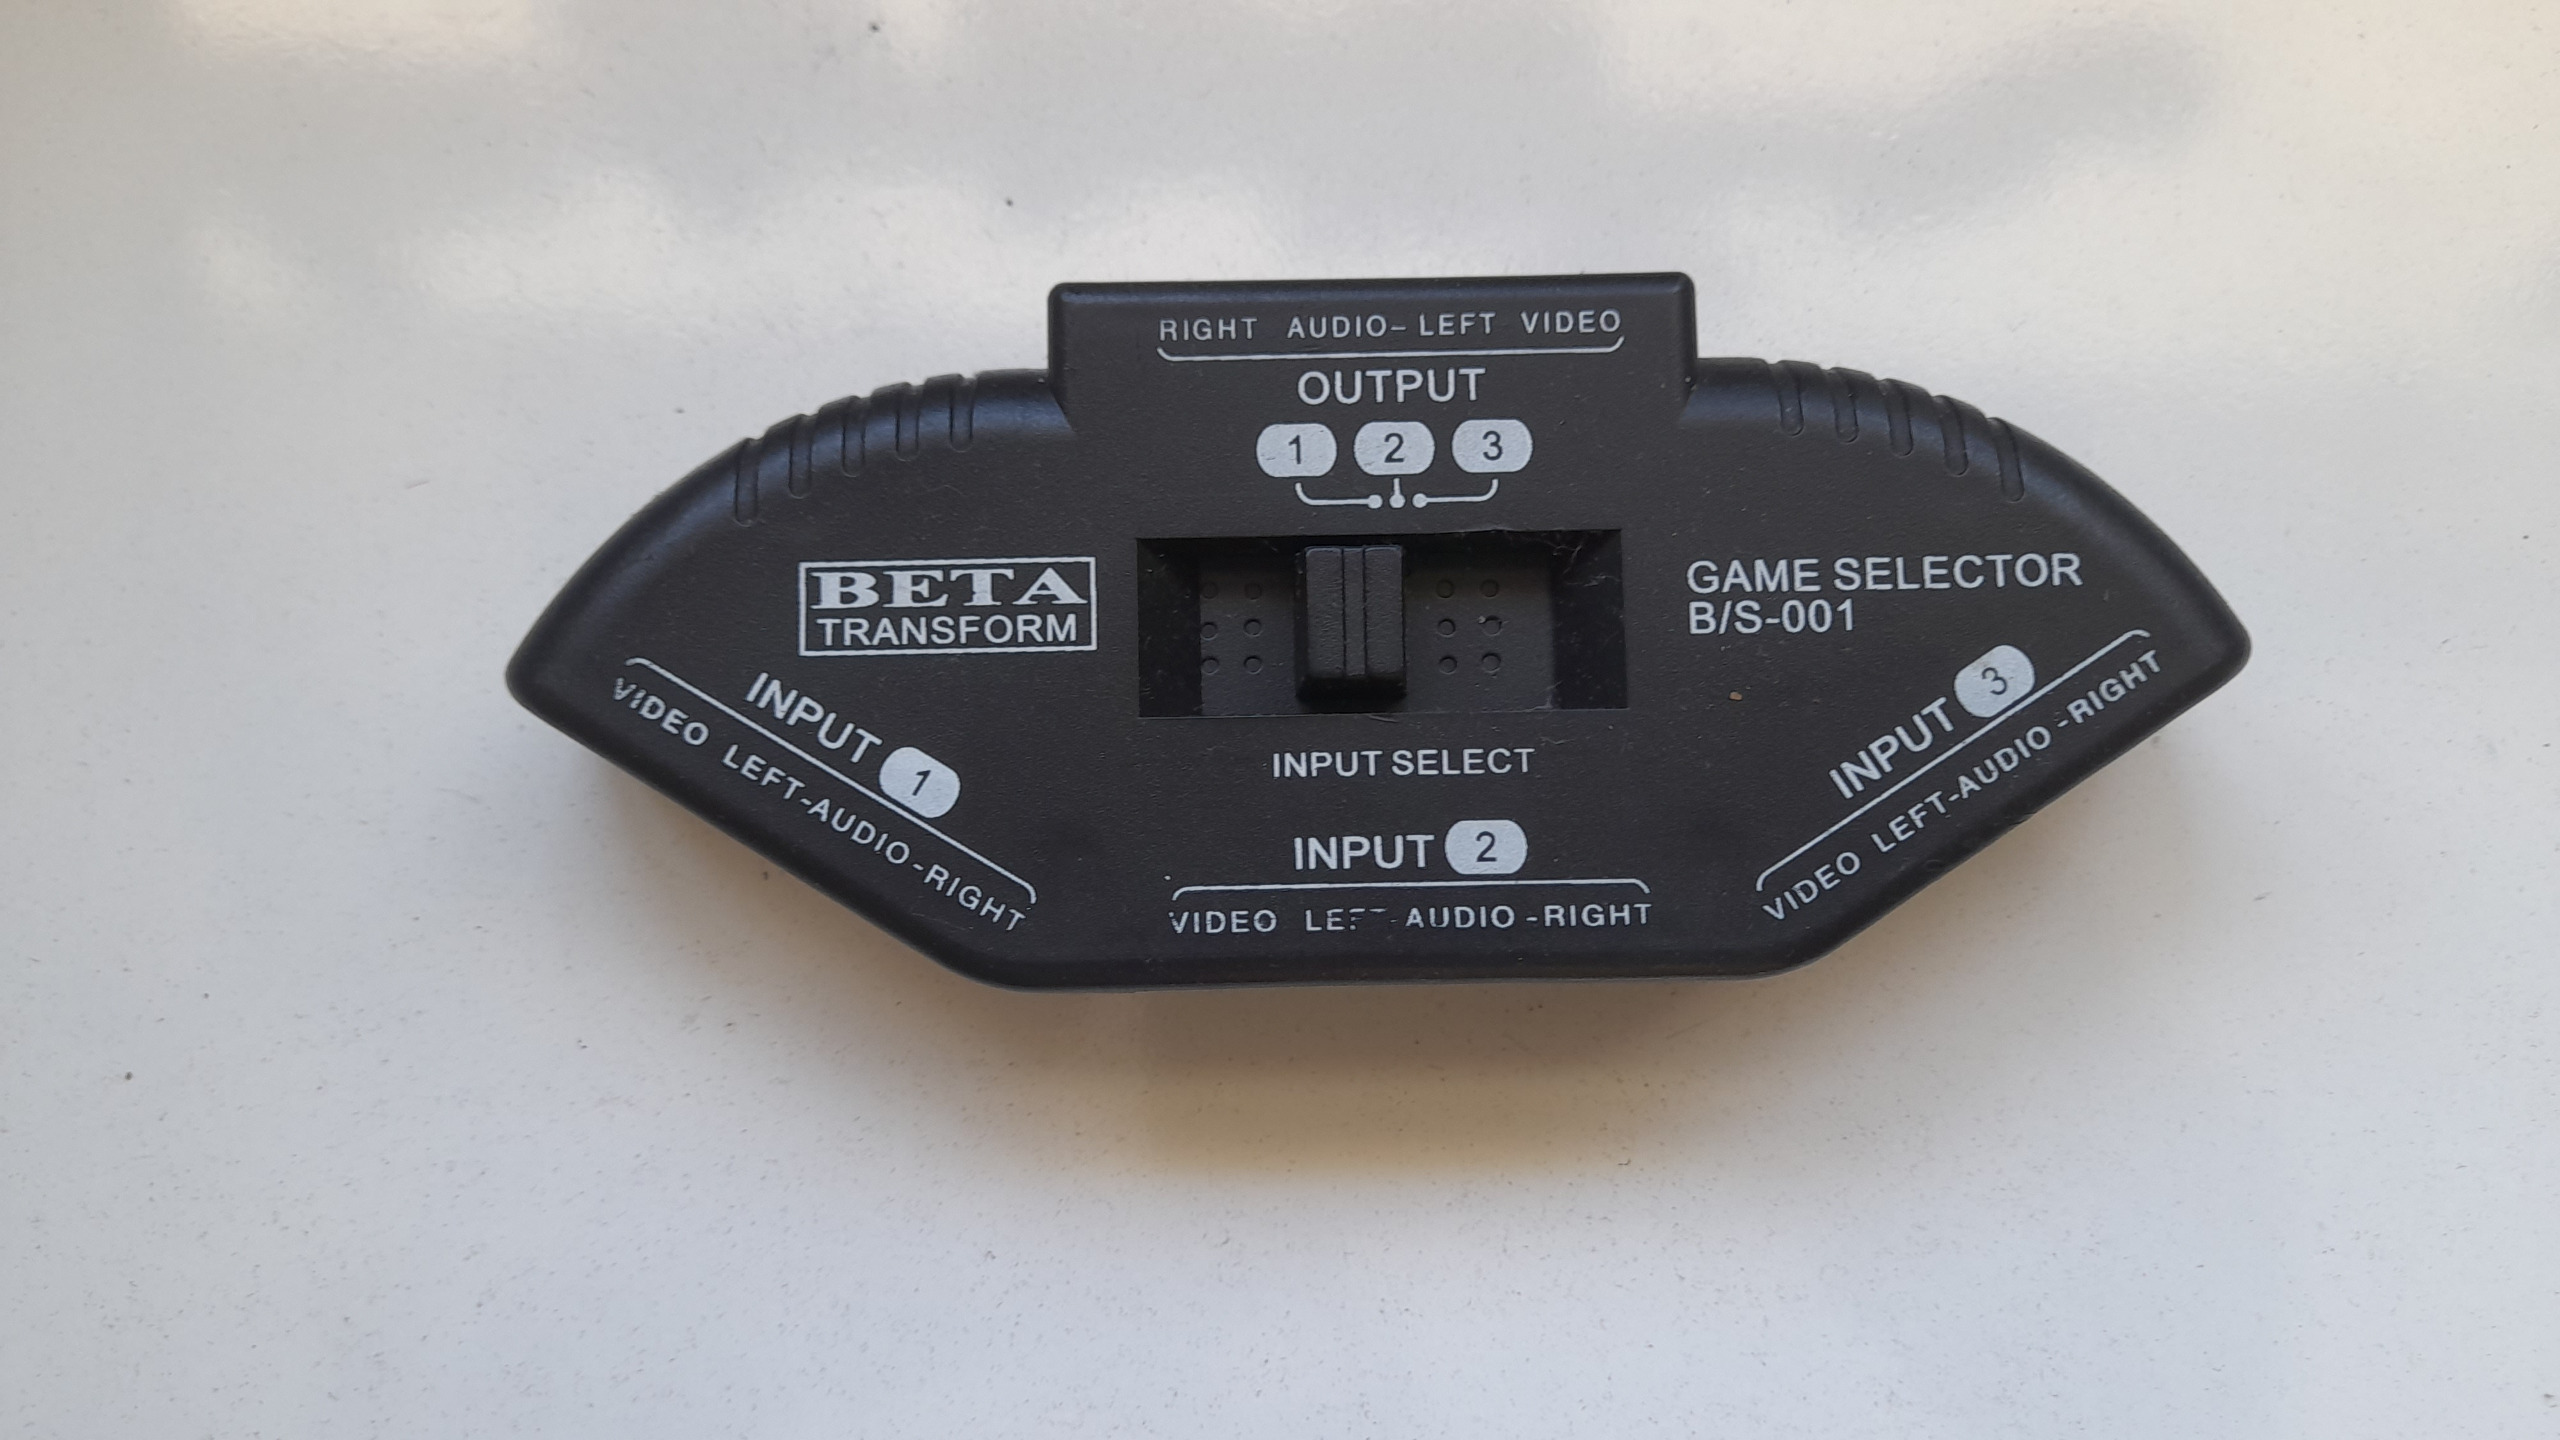 RIGHT AUDIO-LEFT VIDEO
OUTPUT
1 2 3
BETA
TRANSFORM
GAME SELECTOR
B/S-001
INPUT SELECT
INPUT 1
VIDEO LEFT-AUDIO-RIGHT
INPUT 2
VIDEO LEFT-AUDIO-RIGHT
INPUT 3
VIDEO LEFT-AUDIO-RIGHT